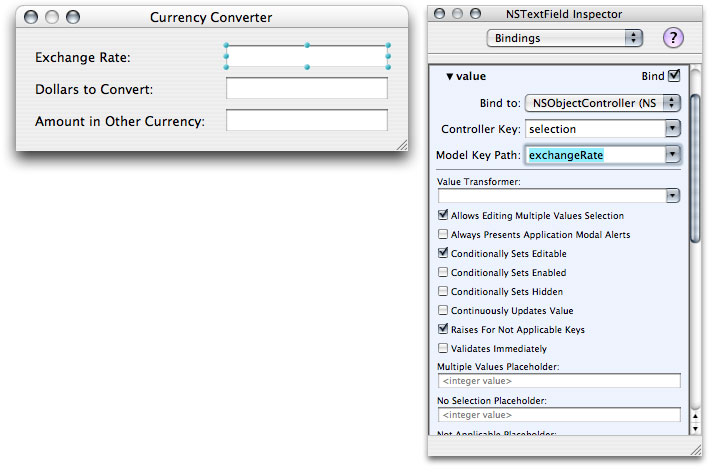 Currency Converter
Exchange Rate:
Dollars to Convert:
Amount in Other Currency:
NSTextField Inspector
Bindings
?
▼ value
Bind
Bind to: NSObjectController (NS
Controller Key: selection
Model Key Path: exchangeRate
Value Transformer:
Allows Editing Multiple Values Selection
Always Presents Application Modal Alerts
Conditionally Sets Editable
Conditionally Sets Enabled
Conditionally Sets Hidden
Continuously Updates Value
Raises For Not Applicable Keys
Validates Immediately
Multiple Values Placeholder:
<integer value>
No Selection Placeholder:
<integer value>
Not Applicable Placeholder: